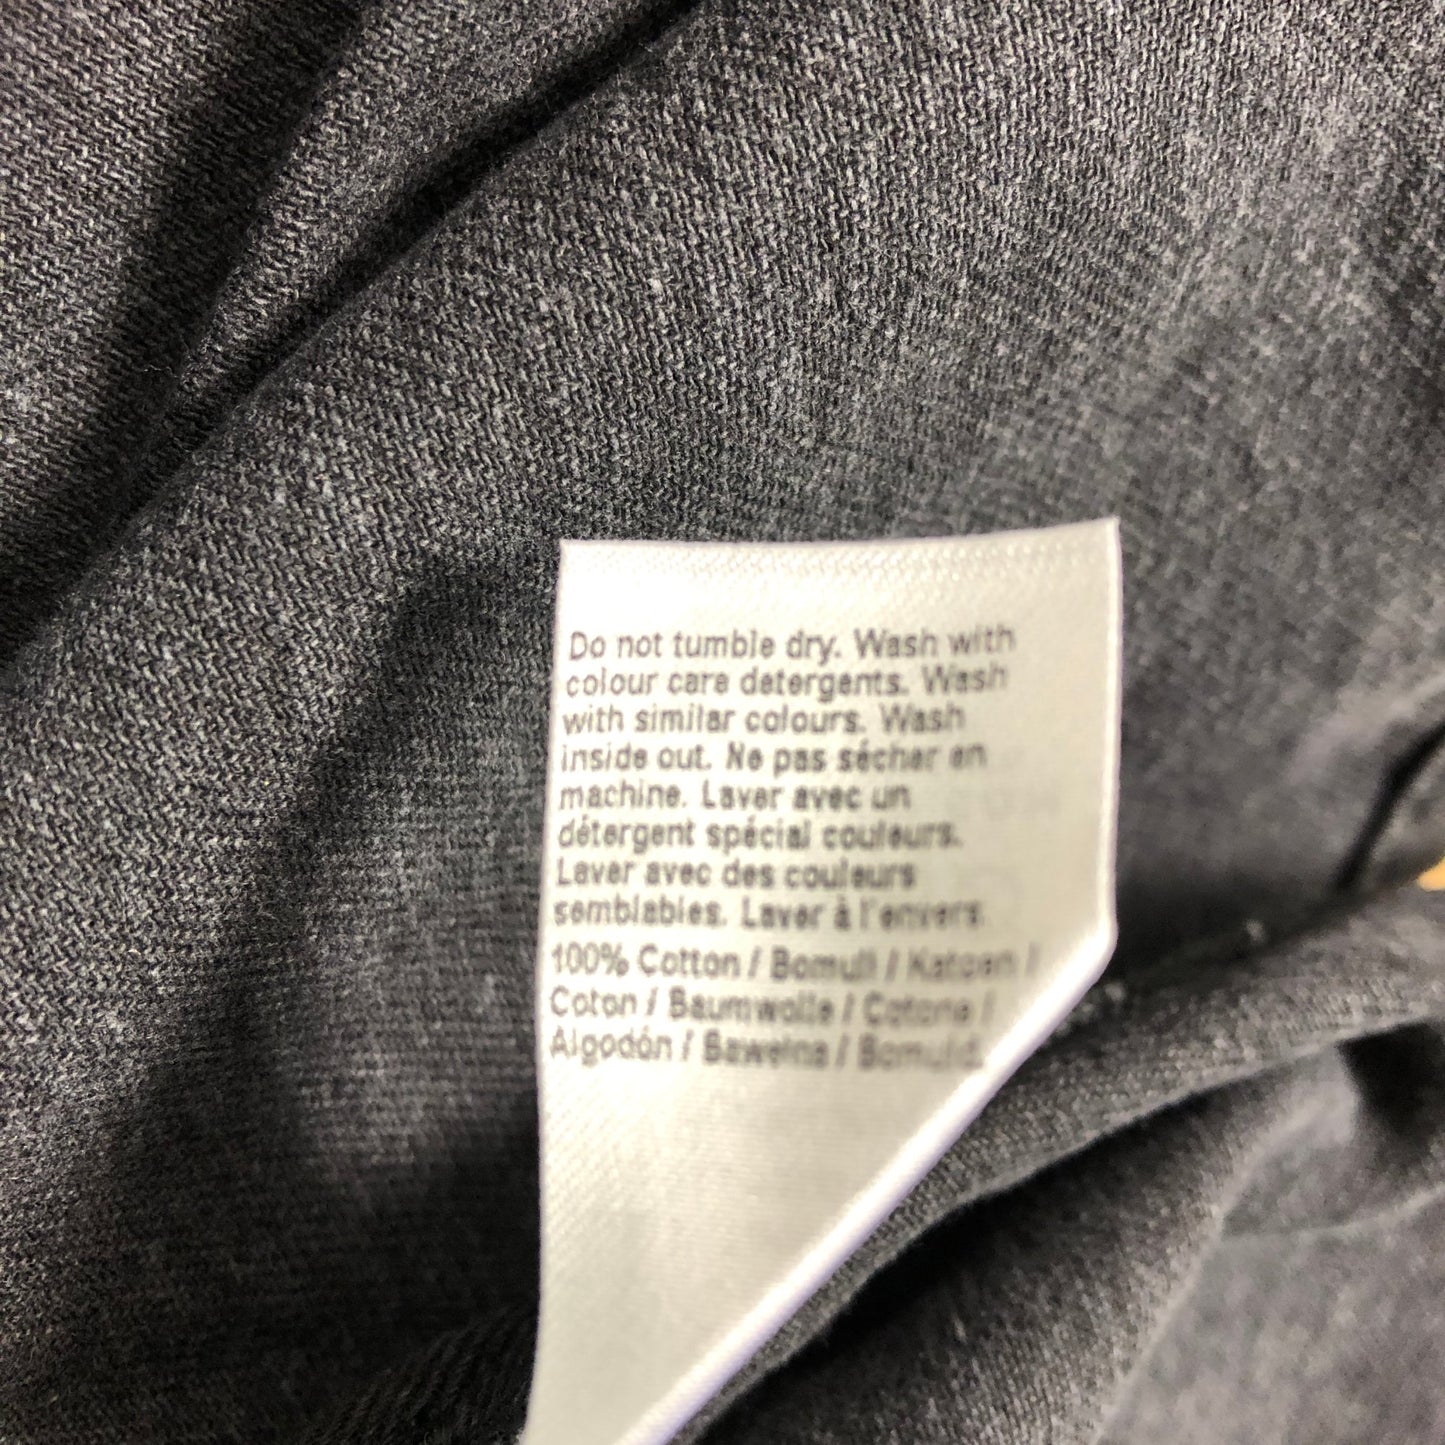 Do not tumble dry. Wash with
colour care detergents. Wash
with similar colours. Wash
inside out. Ne pas sécher en
machine. Laver avec un
détergent spécial couleurs.
Laver avec des couleurs
semblables. Laver à l'envers.
100% Cotton / Bomull / Katoen /
Coton / Baumwolle / Cotone /
Algodón / Bawełna / Bomuld.